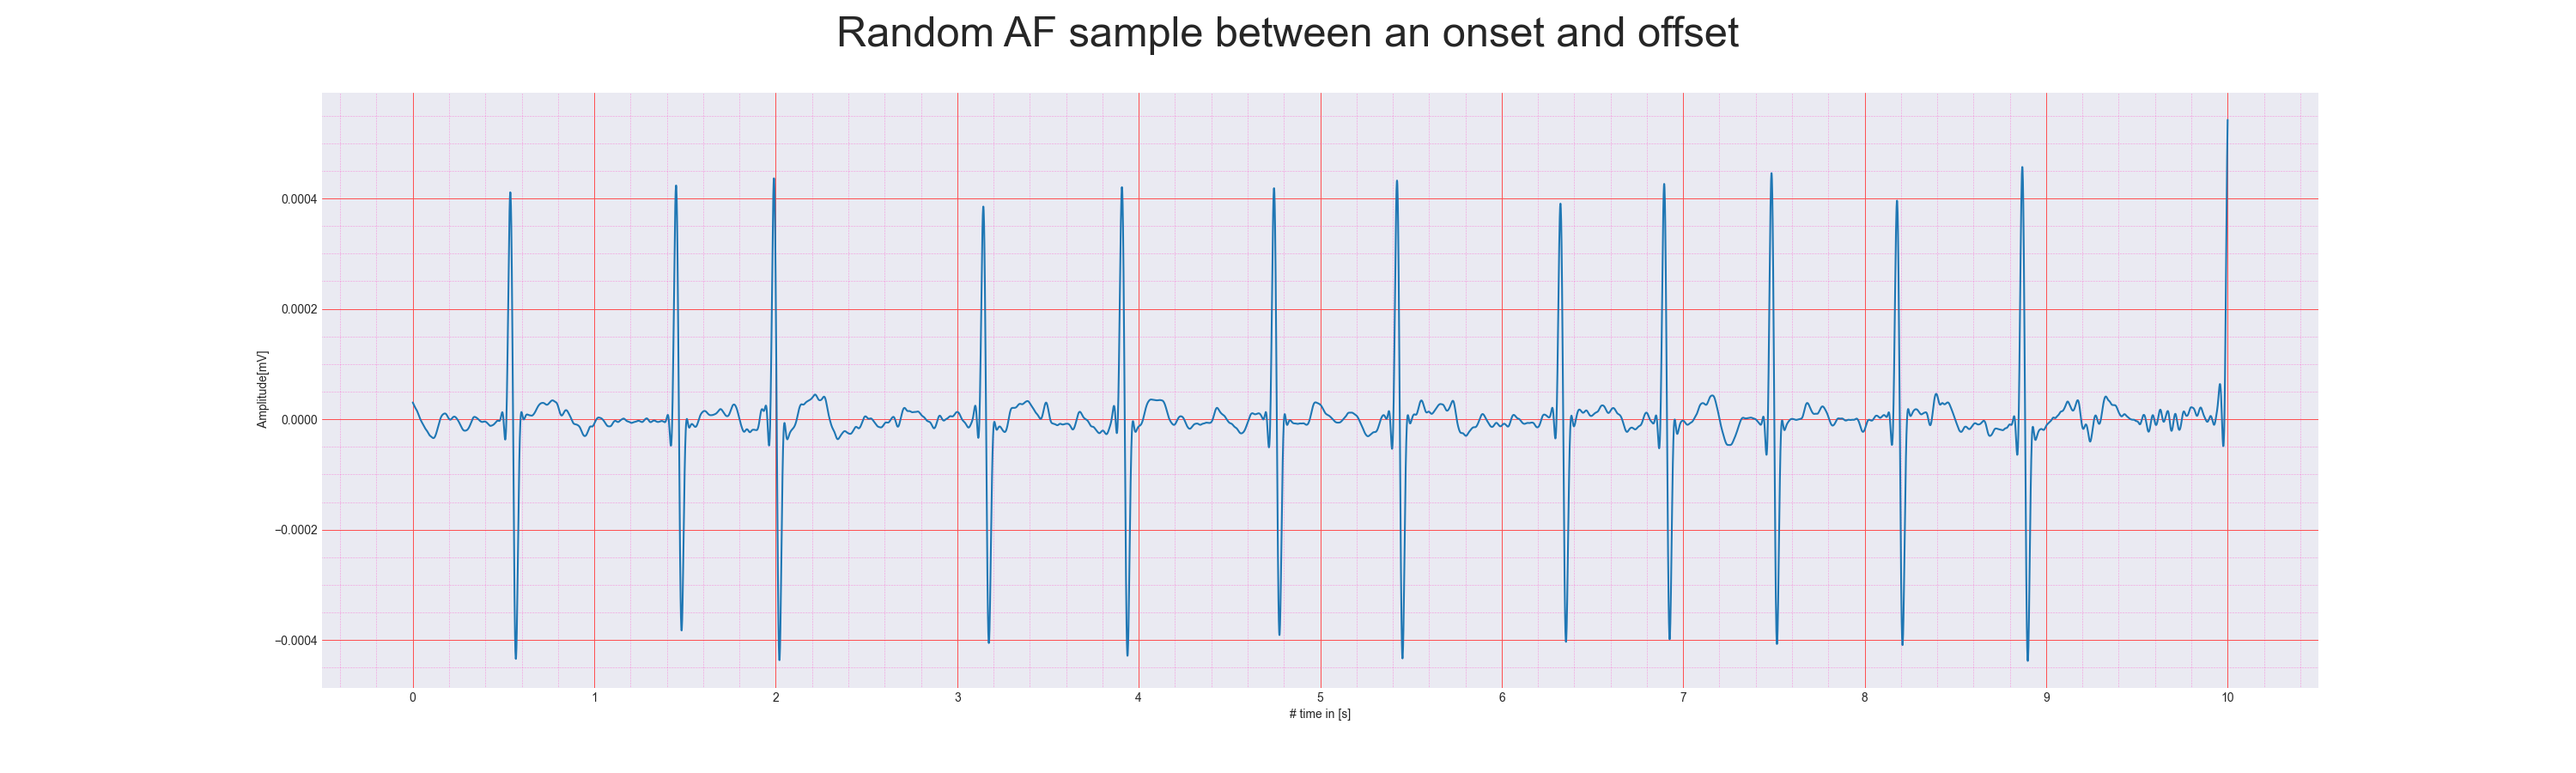 Random AF sample between an onset and offset
Amplitude[mV]
0.0004
0.0002
0.0000
−0.0002
−0.0004
0 1 2 3 4 5 6 7 8 9 10
# time in [s]